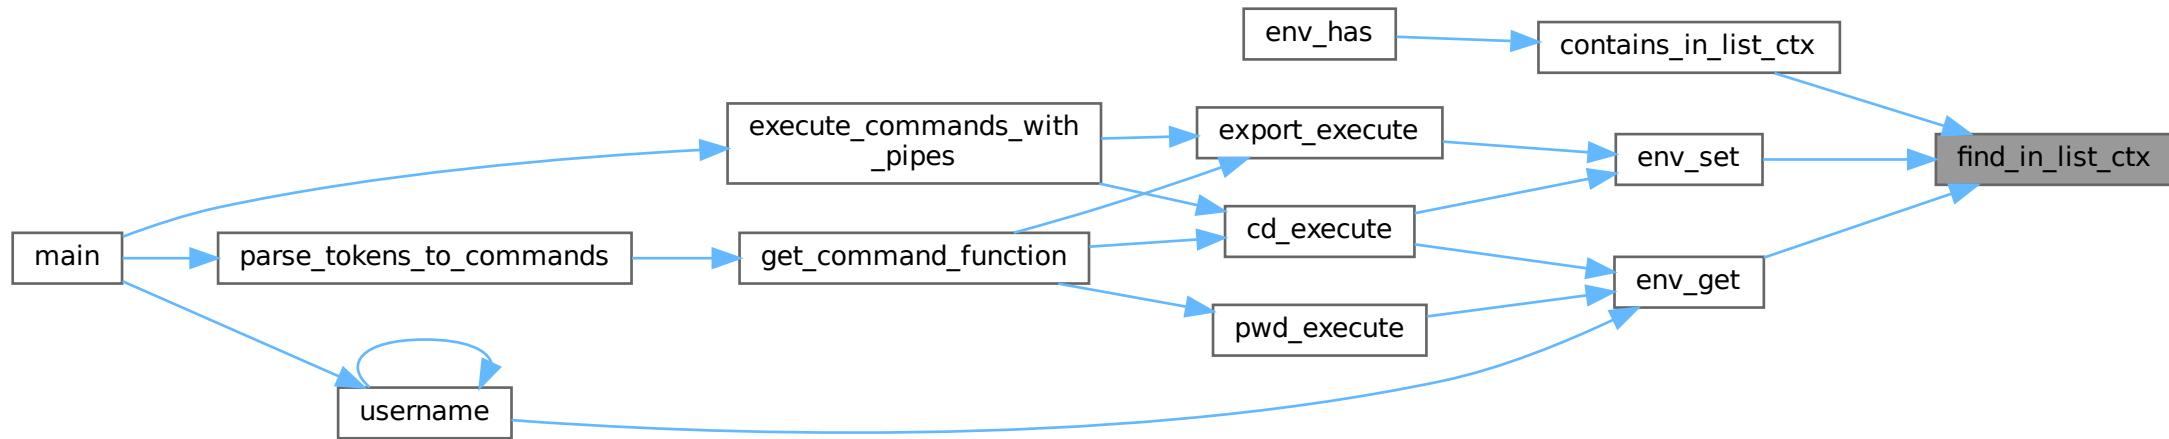 env_has
contains_in_list_ctx
execute_commands_with
_pipes
export_execute
env_set
find_in_list_ctx
main
parse_tokens_to_commands
get_command_function
cd_execute
env_get
pwd_execute
username